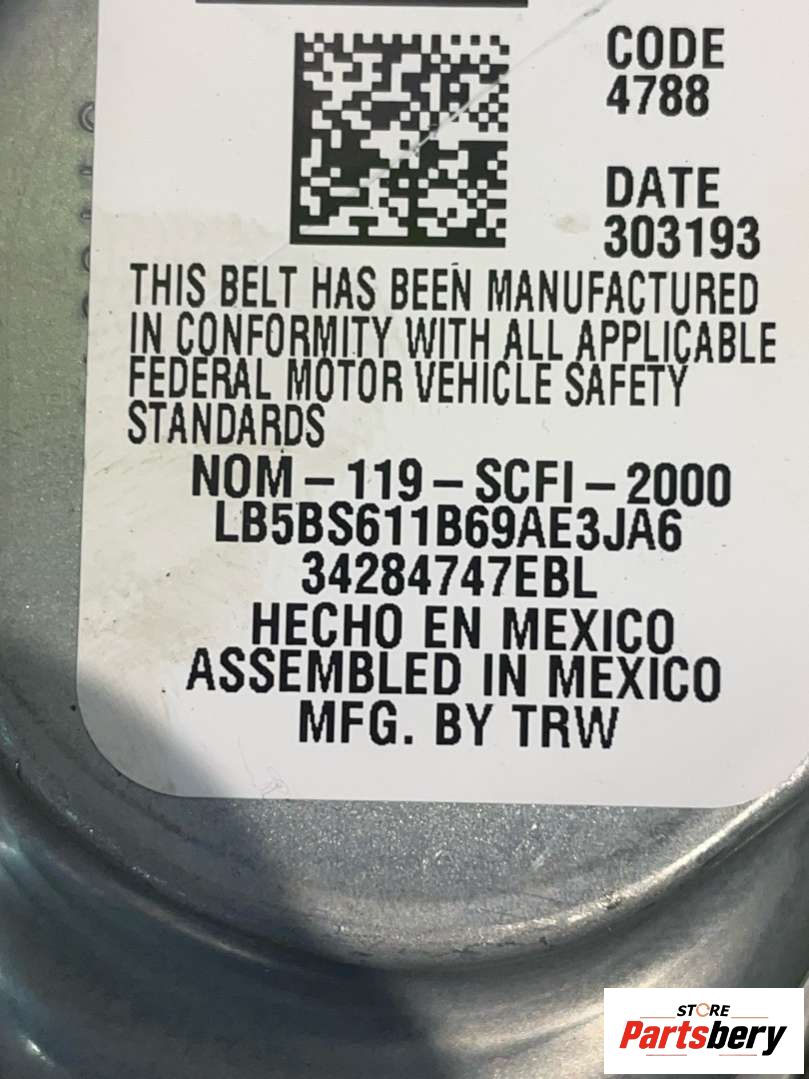 CODE
4788
DATE
303193
THIS BELT HAS BEEN MANUFACTURED
IN CONFORMITY WITH ALL APPLICABLE
FEDERAL MOTOR VEHICLE SAFETY
STANDARDS
NOM-119-SCFI-2000
LB5BS611B69AE3JA6
34284747EBL
HECHO EN MEXICO
ASSEMBLED IN MEXICO
MFG. BY TRW
STORE
Partsbery